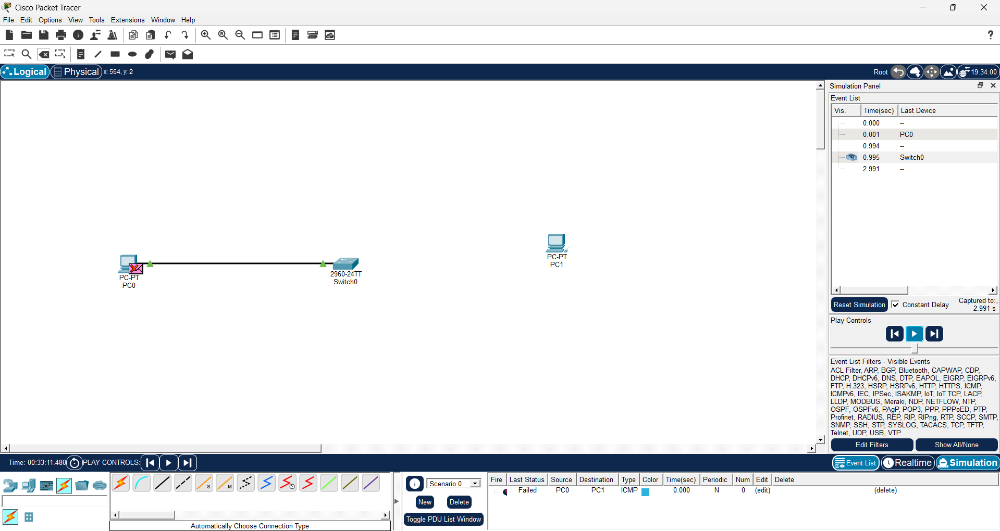 Cisco Packet Tracer
File Edit Options View Tools Extensions Window Help
?
Logical Physical x: 564, y: 2 Root 19:34:00
Simulation Panel
Event List
Vis. Time(sec) Last Device
0.000 --
0.001 PC0
0.994 --
0.995 Switch0
2.991 --
PC-PT
PC0
2960-24TT
Switch0
PC-PT
PC1
Reset Simulation Constant Delay Captured to:
2.991 s
Play Controls
Event List Filters - Visible Events
ACL Filter, ARP, BGP, Bluetooth, CAPWAP, CDP,
DHCP, DHCPv6, DNS, DTP, EAPOL, EIGRP, EIGRPv6,
FTP, H.323, HSRP, HSRPv6, HTTP, HTTPS, ICMP,
ICMPv6, IEC, IPSec, ISAKMP, IoT, IoT TCP, LACP,
LLDP, MODBUS, Meraki, NDP, NETFLOW, NTP,
OSPF, OSPFv6, PAgP, POP3, PPP, PPPoED, PTP,
Profinet, RADIUS, REP, RIP, RIPng, RTP, SCCP, SMTP,
SNMP, SSH, STP, SYSLOG, TACACS, TCP, TFTP,
Telnet, UDP, USB, VTP
Edit Filters Show All/None
Time: 00:33:11.480 PLAY CONTROLS: Event List Realtime Simulation
S M
Automatically Choose Connection Type
Scenario 0
New Delete
Toggle PDU List Window
Fire Last Status Source Destination Type Color Time(sec) Periodic Num Edit Delete
Failed PC0 PC1 ICMP 0.000 N 0 (edit) (delete)